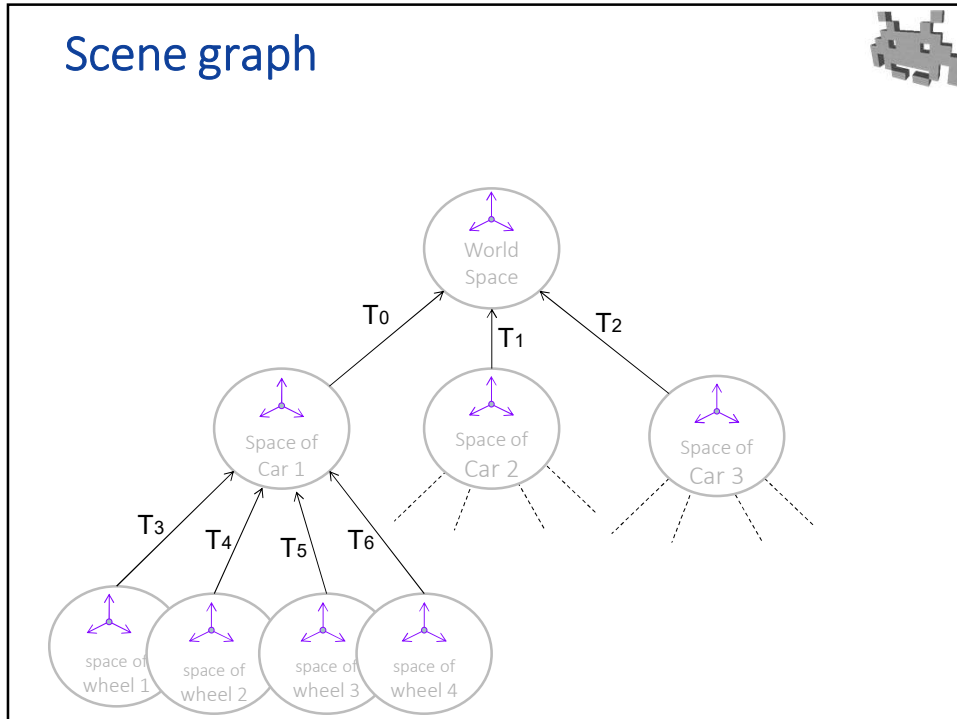 Scene graph
World
Space
T0
T1
T2
Space of
Car 1
Space of
Car 2
Space of
Car 3
T3
T4
T5
T6
space of
wheel 1
space of
wheel 2
space of
wheel 3
space of
wheel 4